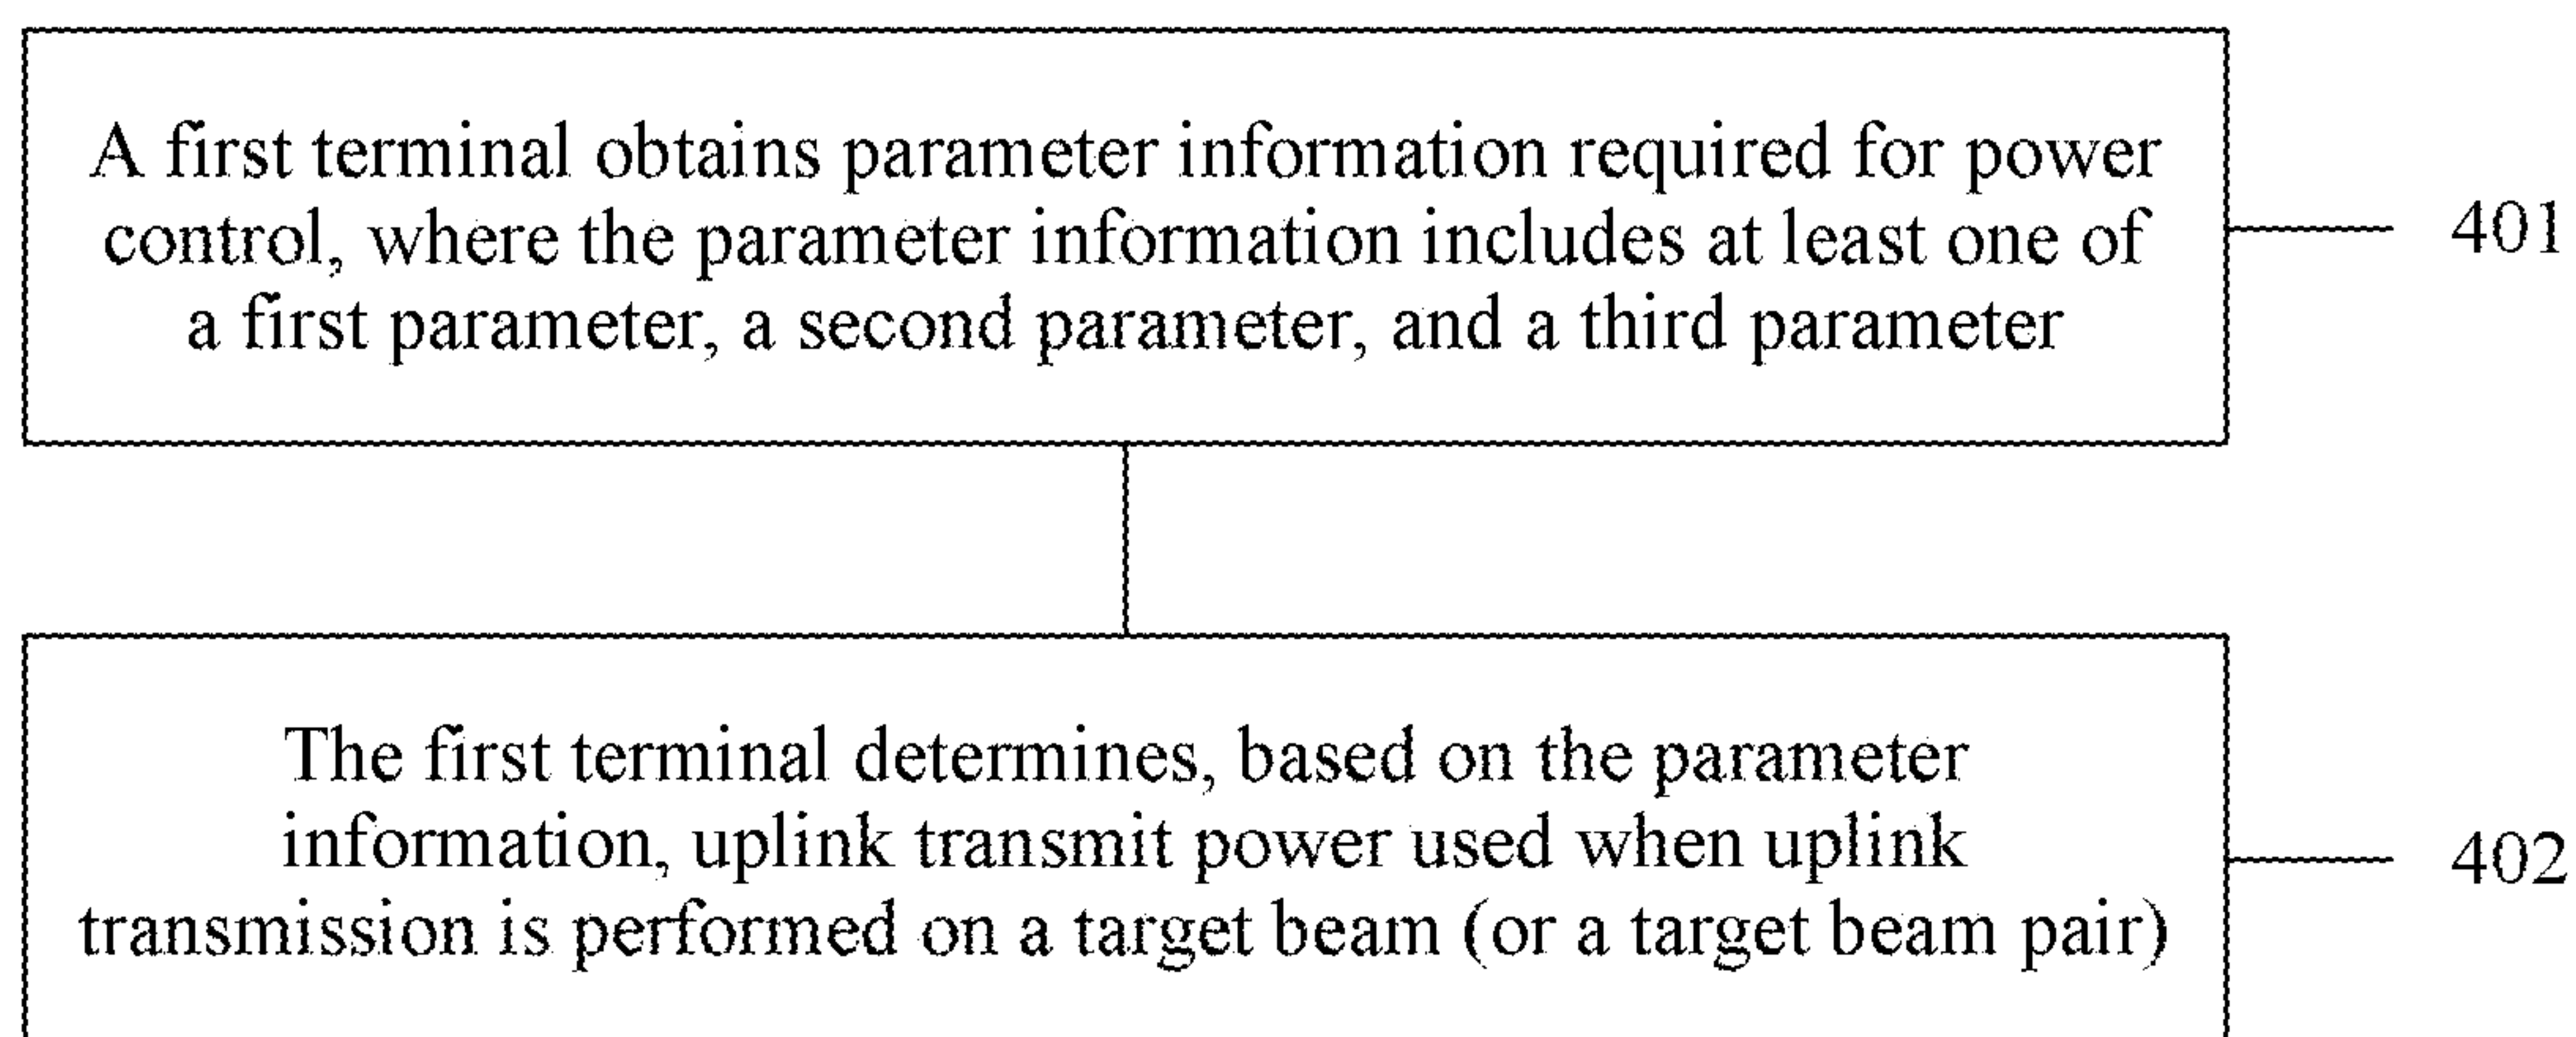 A first terminal obtains parameter information required for power
control, where the parameter information includes at least one of
a first parameter, a second parameter, and a third parameter
401
The first terminal determines, based on the parameter
information, uplink transmit power used when uplink
transmission is performed on a target beam (or a target beam pair)
402